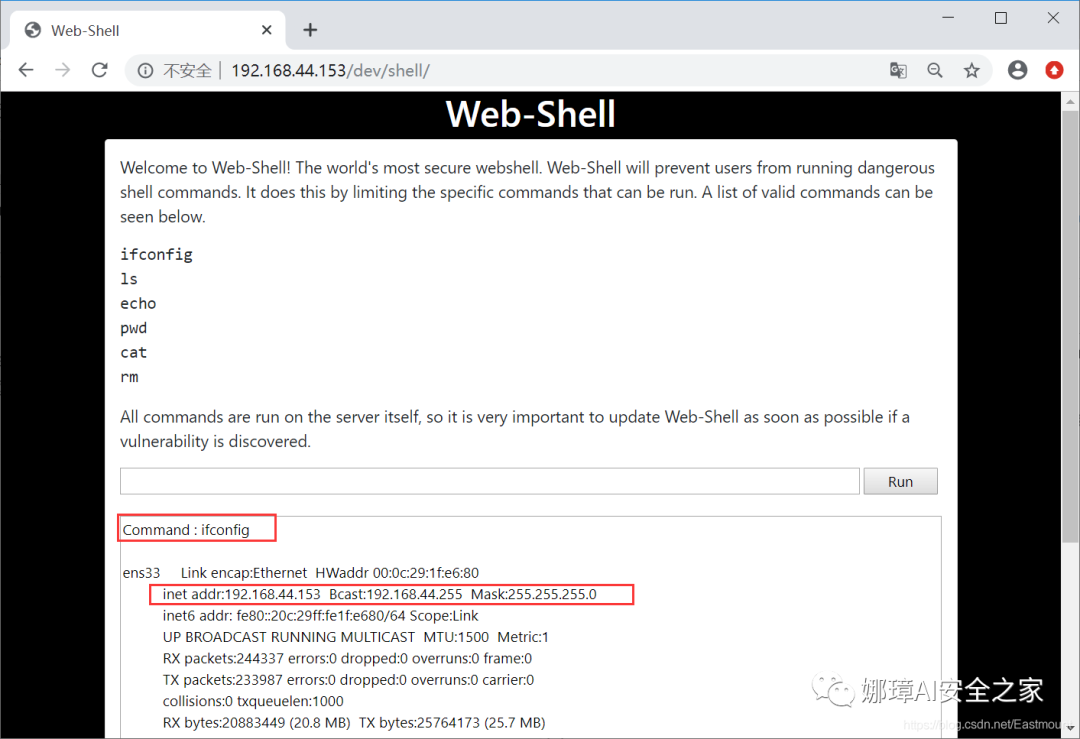 Web-Shell
不安全 192.168.44.153/dev/shell/
Web-Shell
Welcome to Web-Shell! The world's most secure webshell. Web-Shell will prevent users from running dangerous
shell commands. It does this by limiting the specific commands that can be run. A list of valid commands can be
seen below.
ifconfig
ls
echo
pwd
cat
rm
All commands are run on the server itself, so it is very important to update Web-Shell as soon as possible if a
vulnerability is discovered.
Run
Command : ifconfig
ens33 Link encap:Ethernet HWaddr 00:0c:29:1f:e6:80
inet addr:192.168.44.153 Bcast:192.168.44.255 Mask:255.255.255.0
inet6 addr: fe80::20c:29ff:fe1f:e680/64 Scope:Link
UP BROADCAST RUNNING MULTICAST MTU:1500 Metric:1
RX packets:244337 errors:0 dropped:0 overruns:0 frame:0
TX packets:233987 errors:0 dropped:0 overruns:0 carrier:0
collisions:0 txqueuelen:1000
RX bytes:20883449 (20.8 MB) TX bytes:25764173 (25.7 MB)
娜璋AI安全之家
https://blog.csdn.net/Eastmount